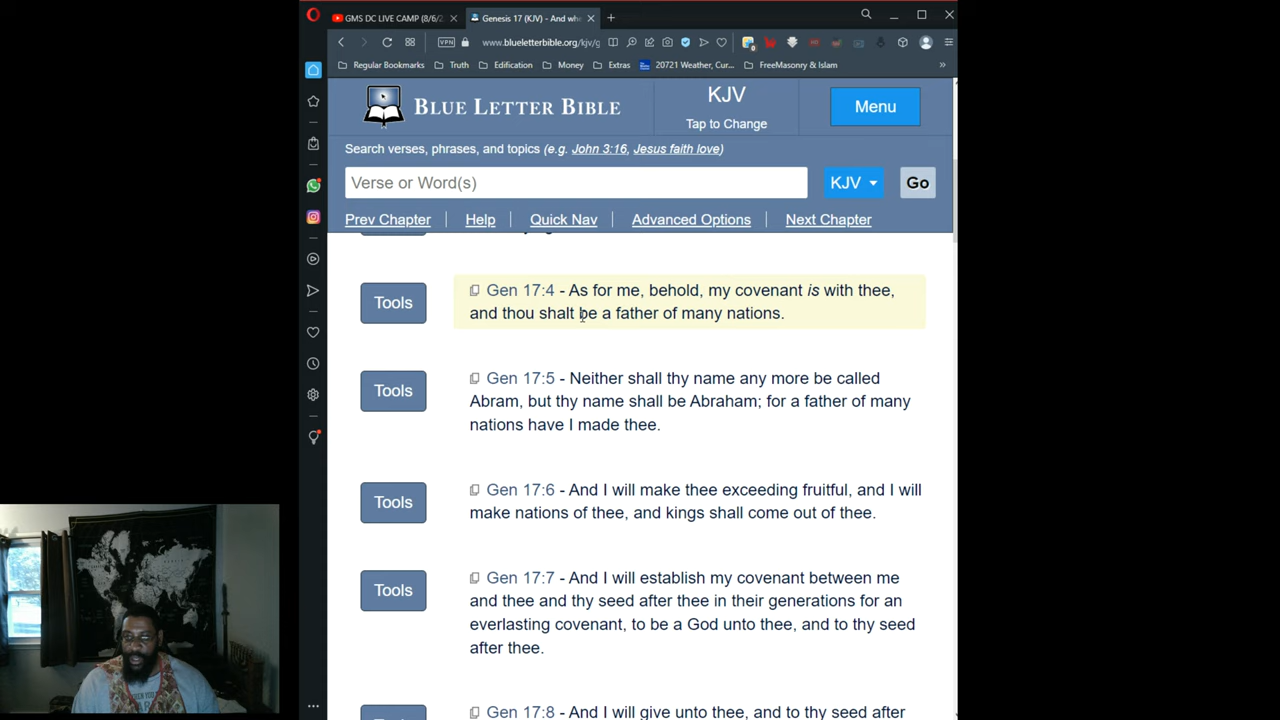 GMS DC LIVE CAMP (8/6/2
Genesis 17 (KJV) - And whe
VPN
www.blueletterbible.org/kjv/g
Regular Bookmarks
Truth
Edification
Money
Extras
20721 Weather, Cur...
FreeMasonry & Islam
»
BLUE LETTER BIBLE
KJV
Tap to Change
Menu
Search verses, phrases, and topics (e.g. John 3:16, Jesus faith love)
Verse or Word(s)
KJV
Go
Prev Chapter
Help
Quick Nav
Advanced Options
Next Chapter
Tools
Gen 17:4 - As for me, behold, my covenant is with thee,
and thou shalt be a father of many nations.
Tools
Gen 17:5 - Neither shall thy name any more be called
Abram, but thy name shall be Abraham; for a father of many
nations have I made thee.
Tools
Gen 17:6 - And I will make thee exceeding fruitful, and I will
make nations of thee, and kings shall come out of thee.
Tools
Gen 17:7 - And I will establish my covenant between me
and thee and thy seed after thee in their generations for an
everlasting covenant, to be a God unto thee, and to thy seed
after thee.
Gen 17:8 - And I will give unto thee, and to thy seed after